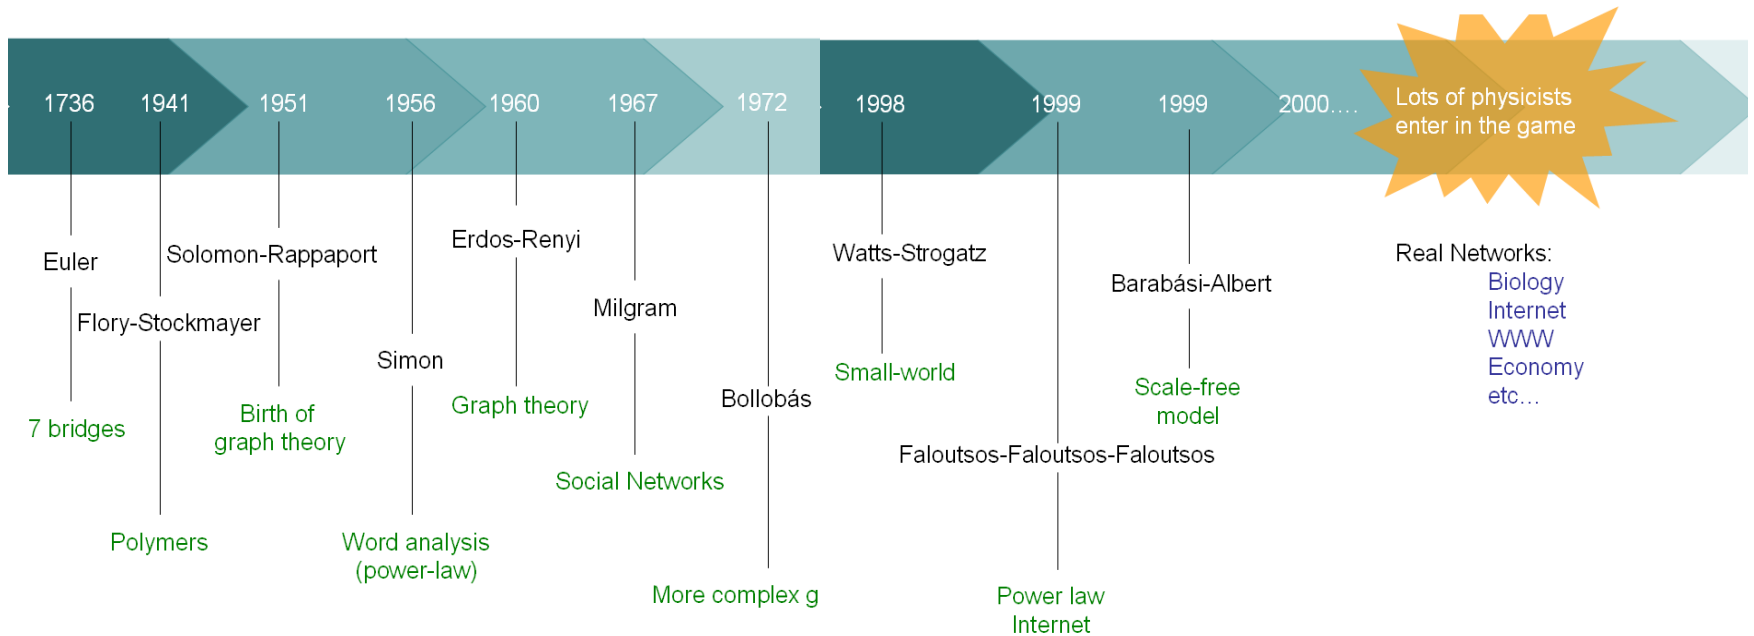 1736
1941
1951
1956
1960
1967
1972
1998
1999
1999
2000....
Lots of physicists
enter in the game
Euler
7 bridges
Flory-Stockmayer
Polymers
Solomon-Rappaport
Birth of
graph theory
Simon
Word analysis
(power-law)
Erdos-Renyi
Graph theory
Milgram
Social Networks
Bollobás
More complex g
Watts-Strogatz
Small-world
Faloutsos-Faloutsos-Faloutsos
Power law
Internet
Barabási-Albert
Scale-free
model
Real Networks:
Biology
Internet
WWW
Economy
etc...